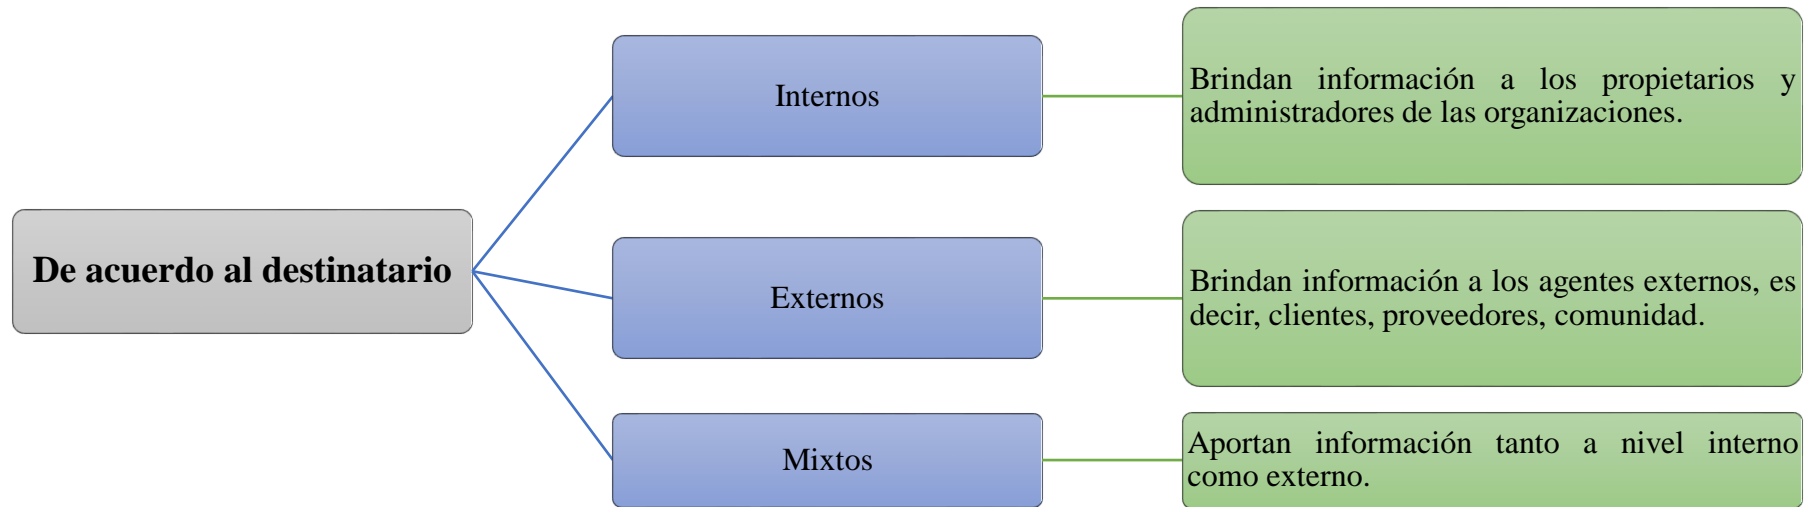 De acuerdo al destinatario
Internos
Brindan información a los propietarios y
administradores de las organizaciones.
Externos
Brindan información a los agentes externos, es
decir, clientes, proveedores, comunidad.
Mixtos
Aportan información tanto a nivel interno
como externo.